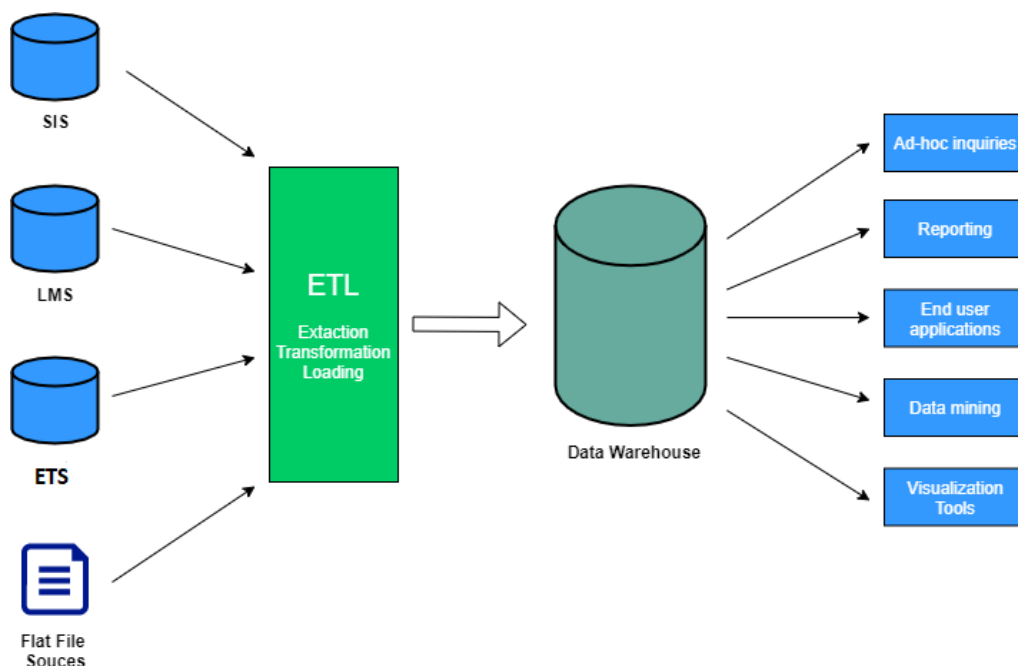 SIS
LMS
ETS
Flat File
Souces
ETL
Extaction
Transformation
Loading
Data Warehouse
Ad-hoc inquiries
Reporting
End user
applications
Data mining
Visualization
Tools